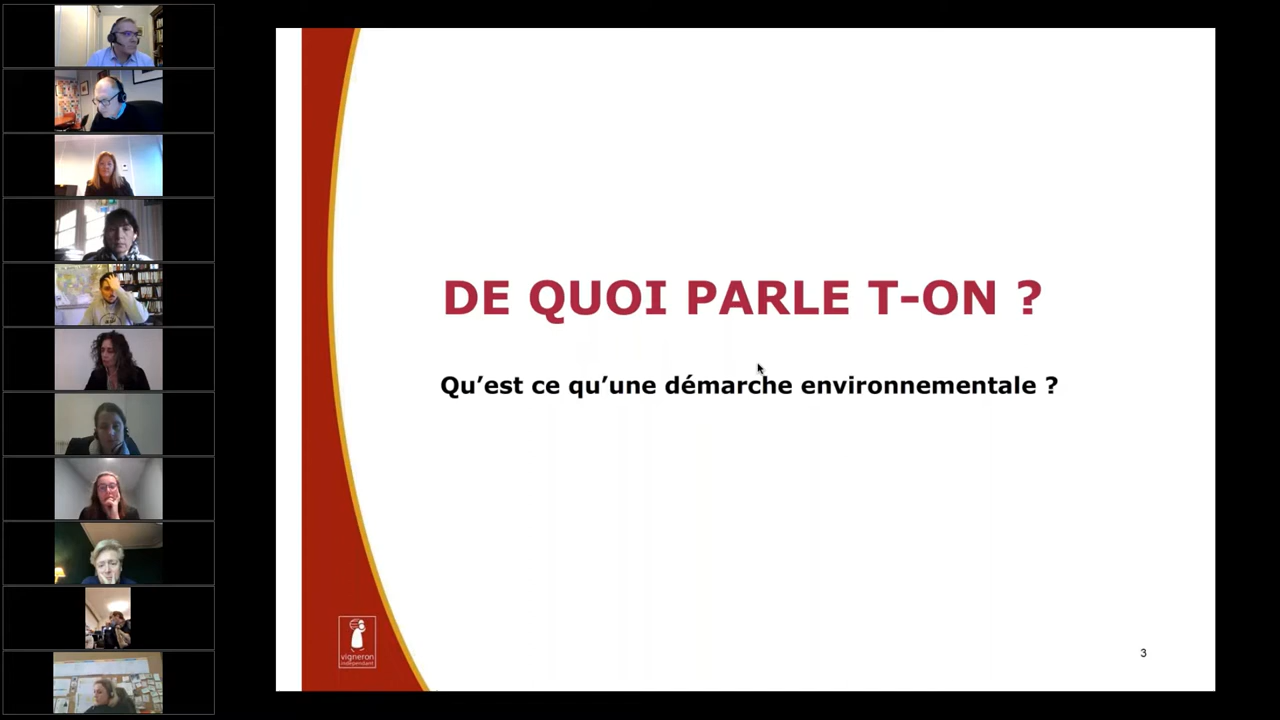 DE QUOI PARLE T-ON ?
Qu’est ce qu’une démarche environnementale ?
vigneron
indépendant
3